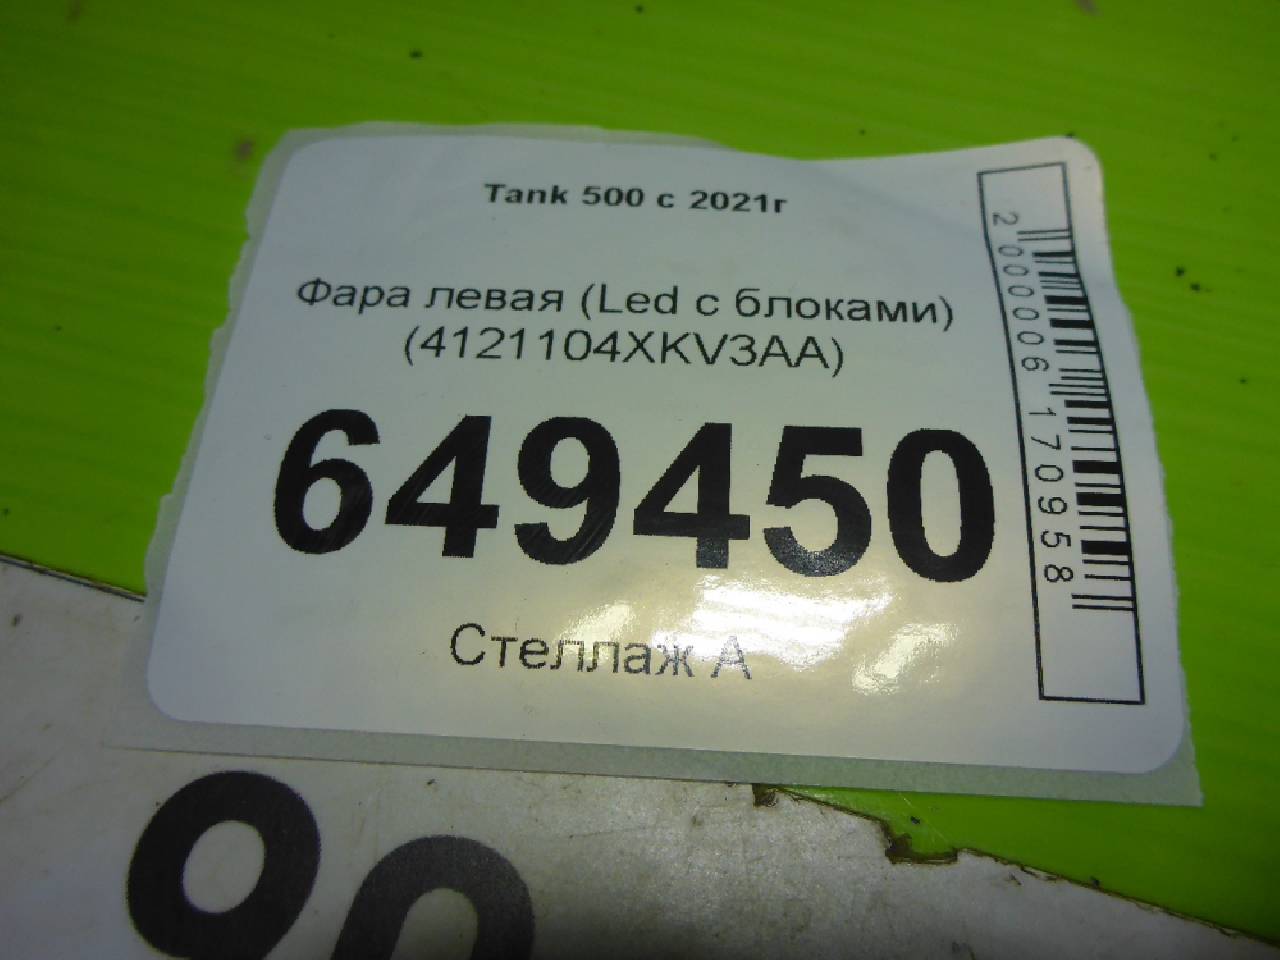 Tank 500 с 2021г
Фара левая (Led с блоками)
(4121104XKV3AA)
649450
Стеллаж А
2000006170958